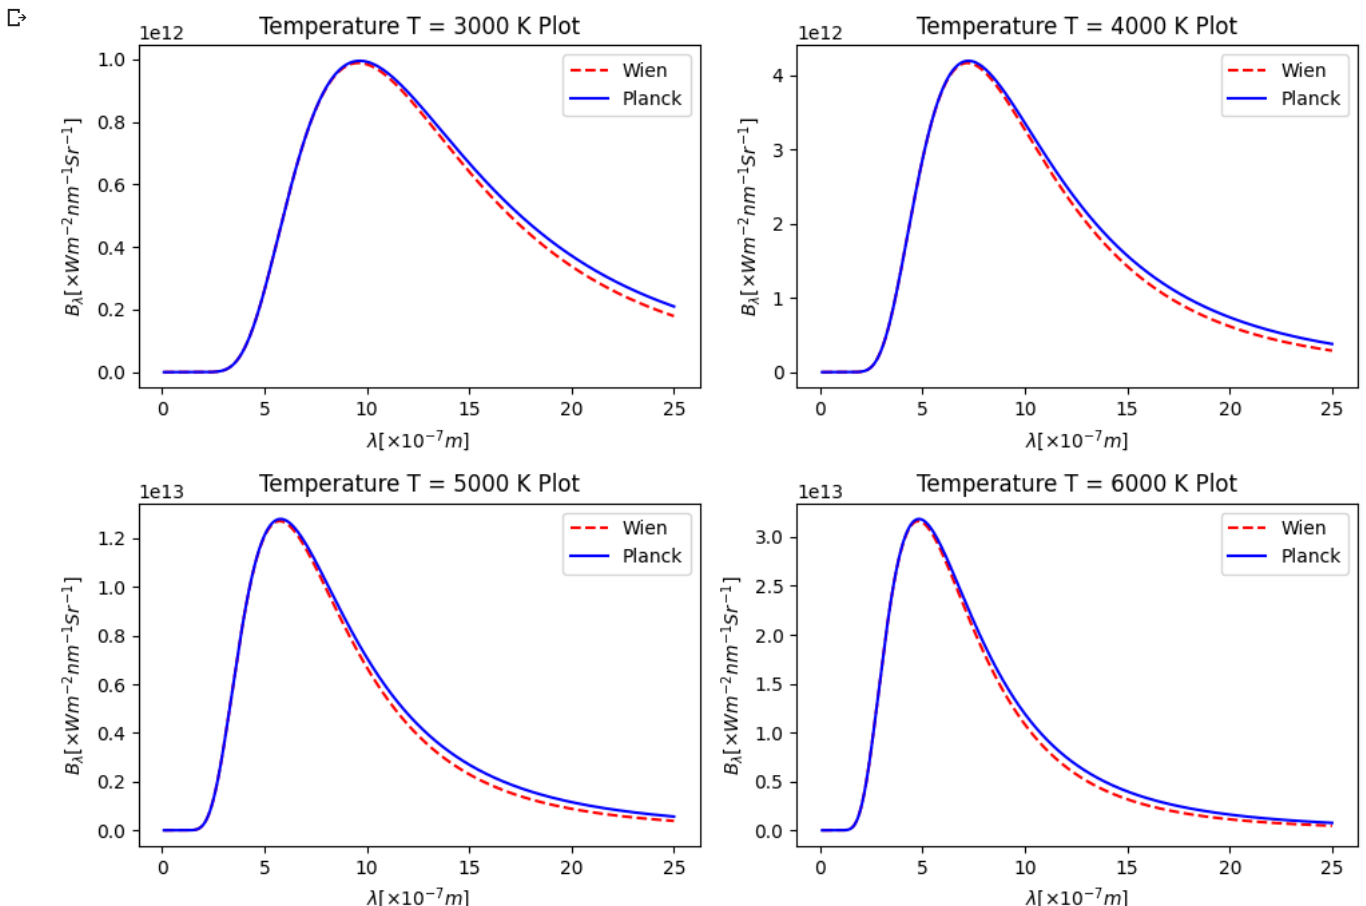 Temperature T = 3000 K Plot
1e12
Wien
Planck
1.0
0.8
0.6
0.4
0.2
0.0
B_λ[×Wm⁻²nm⁻¹Sr⁻¹]
0 5 10 15 20 25
λ[×10⁻⁷m]
Temperature T = 4000 K Plot
1e12
Wien
Planck
4
3
2
1
0
B_λ[×Wm⁻²nm⁻¹Sr⁻¹]
0 5 10 15 20 25
λ[×10⁻⁷m]
Temperature T = 5000 K Plot
1e13
Wien
Planck
1.2
1.0
0.8
0.6
0.4
0.2
0.0
B_λ[×Wm⁻²nm⁻¹Sr⁻¹]
0 5 10 15 20 25
λ[×10⁻⁷m]
Temperature T = 6000 K Plot
1e13
Wien
Planck
3.0
2.5
2.0
1.5
1.0
0.5
0.0
B_λ[×Wm⁻²nm⁻¹Sr⁻¹]
0 5 10 15 20 25
λ[×10⁻⁷m]